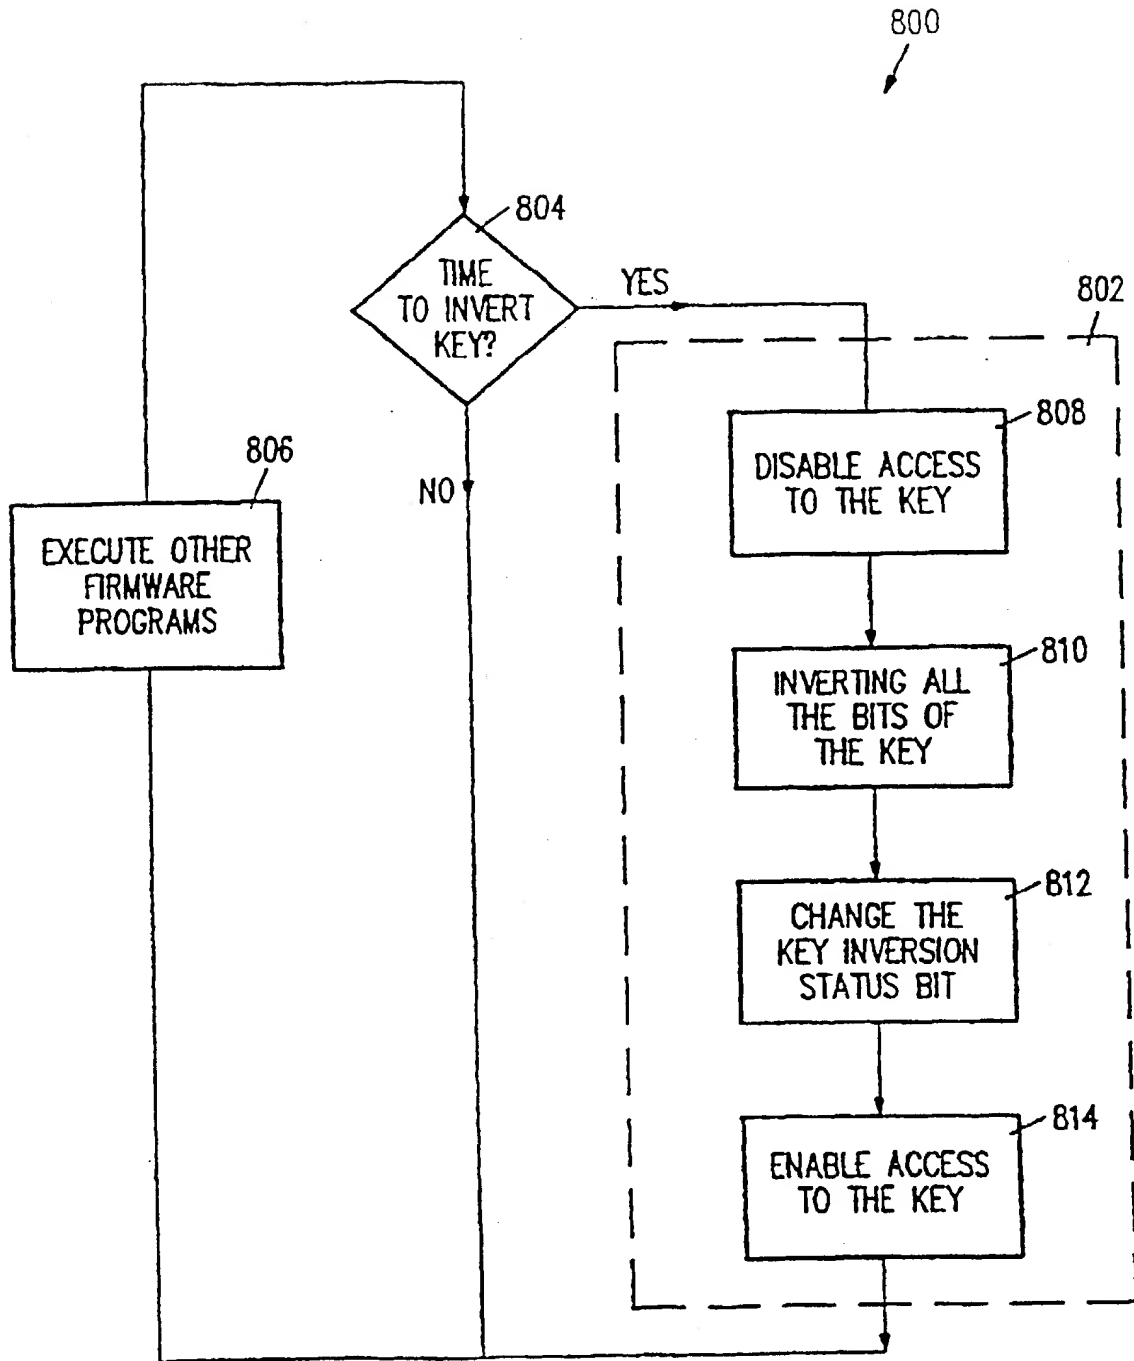 800
804
TIME
TO INVERT
KEY?
YES
802
NO
806
EXECUTE OTHER
FIRMWARE
PROGRAMS
808
DISABLE ACCESS
TO THE KEY
810
INVERTING ALL
THE BITS OF
THE KEY
812
CHANGE THE
KEY INVERSION
STATUS BIT
814
ENABLE ACCESS
TO THE KEY